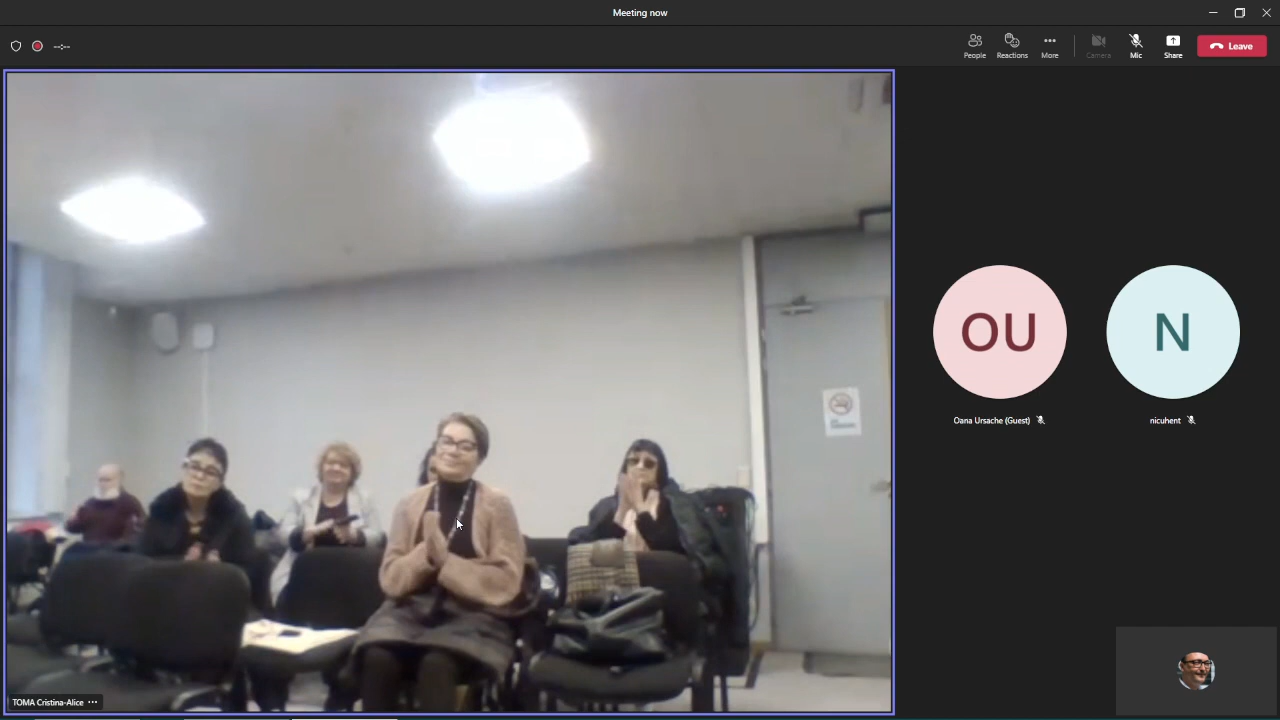 Meeting now
People
Reactions
More
Camera
Mic
Share
Leave
OU
N
Oana Ursache (Guest)
nicuhent
TOMA Cristina-Alice